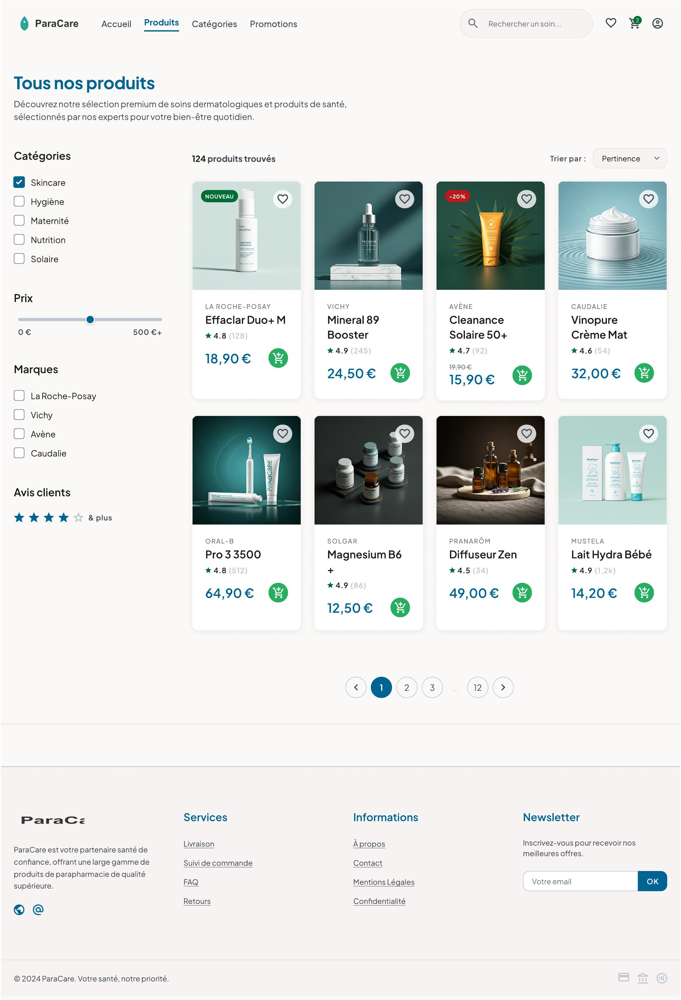 ParaCare
Accueil
Produits
Catégories
Promotions
Rechercher un soin...
2
Tous nos produits
Découvrez notre sélection premium de soins dermatologiques et produits de santé,
sélectionnés par nos experts pour votre bien-être quotidien.
Catégories
Skincare
Hygiène
Maternité
Nutrition
Solaire
Prix
0 €
500 €+
Marques
La Roche-Posay
Vichy
Avène
Caudalie
Avis clients
& plus
124 produits trouvés
Trier par :
Pertinence
NOUVEAU
ParaCare
LA ROCHE-POSAY
Effaclar Duo+ M
4.8 (128)
18,90 €
PREMIUM
VICHY
Mineral 89
Booster
4.9 (245)
24,50 €
-20%
ORGANIC
AVÈNE
Cleanance
Solaire 50+
4.7 (92)
19,90 €
15,90 €
CAUDALIE
Vinopure
Crème Mat
4.6 (54)
32,00 €
PPAlaCare
ORAL-B
Pro 3 3500
4.8 (512)
64,90 €
SOLGAR
Magnesium B6
+
4.9 (86)
12,50 €
PRANARÔM
Diffuseur Zen
4.5 (34)
49,00 €
ParaCare
ParaCare
ParaCare
MUSTELA
Lait Hydra Bébé
4.9 (1,2k)
14,20 €
1
2
3
...
12
ParaCa
ParaCare est votre partenaire santé de
confiance, offrant une large gamme de
produits de parapharmacie de qualité
supérieure.
Services
Livraison
Suivi de commande
FAQ
Retours
Informations
À propos
Contact
Mentions Légales
Confidentialité
Newsletter
Inscrivez-vous pour recevoir nos
meilleures offres.
Votre email
OK
© 2024 ParaCare. Votre santé, notre priorité.